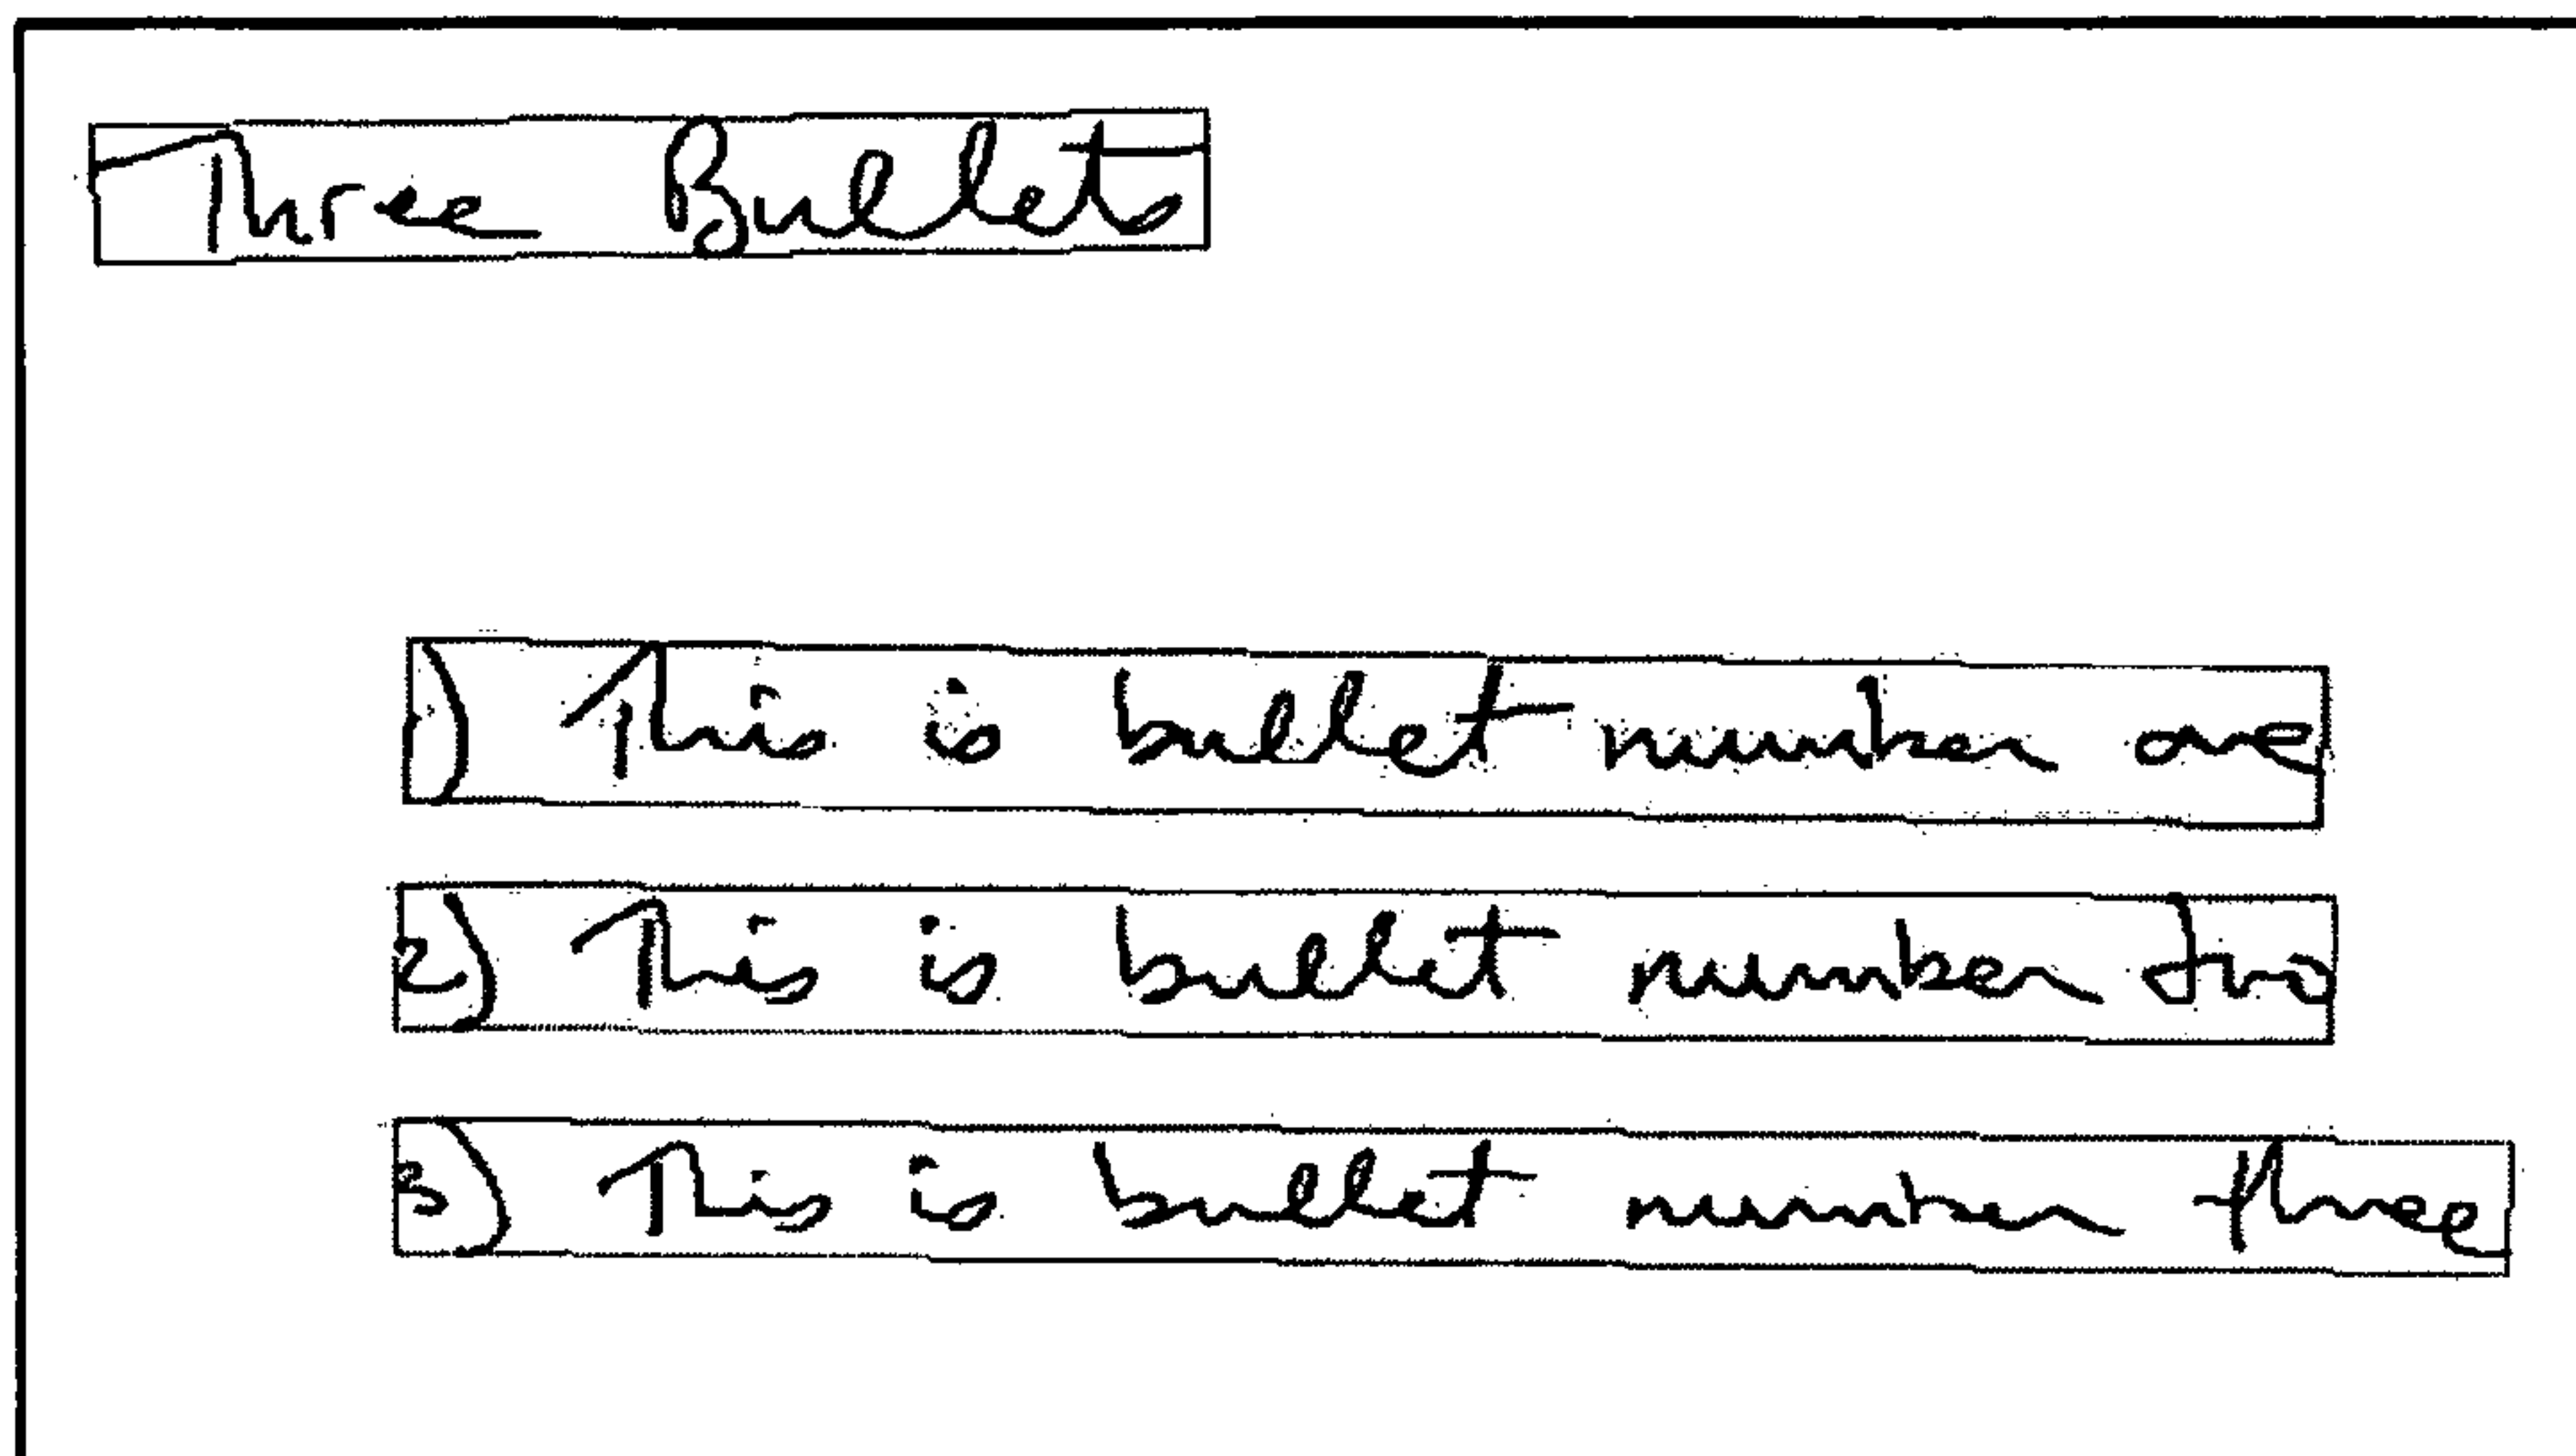 Three Bullets
1) This is bullet number one
2) This is bullet number two
3) This is bullet number three